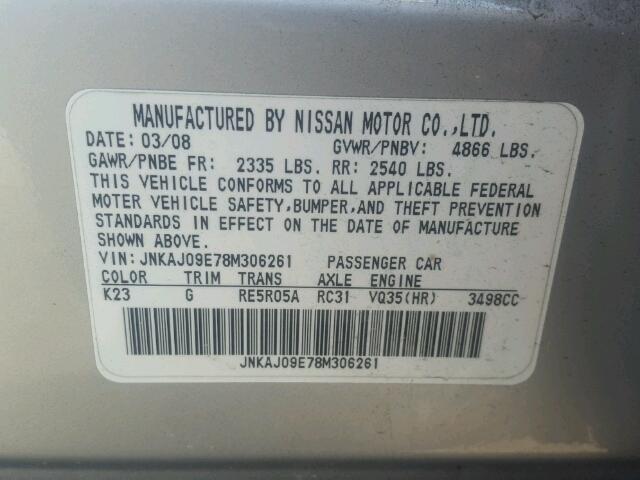 MANUFACTURED BY NISSAN MOTOR CO.,LTD.
DATE: 03/08 GVWR/PNBV: 4866 LBS.
GAWR/PNBE FR: 2335 LBS. RR: 2540 LBS.
THIS VEHICLE CONFORMS TO ALL APPLICABLE FEDERAL
MOTER VEHICLE SAFETY,BUMPER,AND THEFT PREVENTION
STANDARDS IN EFFECT ON THE DATE OF MANUFACTURE
SHOWN ABOVE.
VIN: JNKAJ09E78M306261 PASSENGER CAR
COLOR TRIM TRANS AXLE ENGINE
K23 G RE5R05A RC31 VQ35(HR) 3498CC
JNKAJ09E78M306261